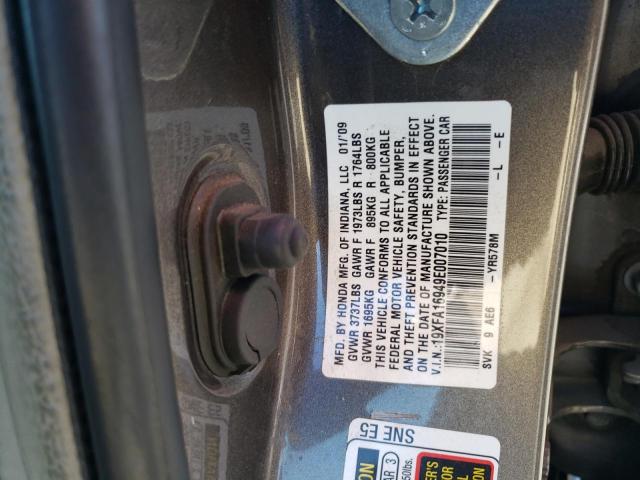 MFD. BY HONDA MFG. OF INDIANA, LLC 01/'09
GVWR 3737LBS GAWR F 1973LBS R 1764LBS
GVWR 1695KG GAWR F 895KG R 800KG
THIS VEHICLE CONFORMS TO ALL APPLICABLE
FEDERAL MOTOR VEHICLE SAFETY, BUMPER,
AND THEFT PREVENTION STANDARDS IN EFFECT
ON THE DATE OF MANUFACTURE SHOWN ABOVE.
V.I.N.:19XFA16949E007010 TYPE: PASSENGER CAR
-YR578M -L -E
SVK 9 AE6
SNE E5